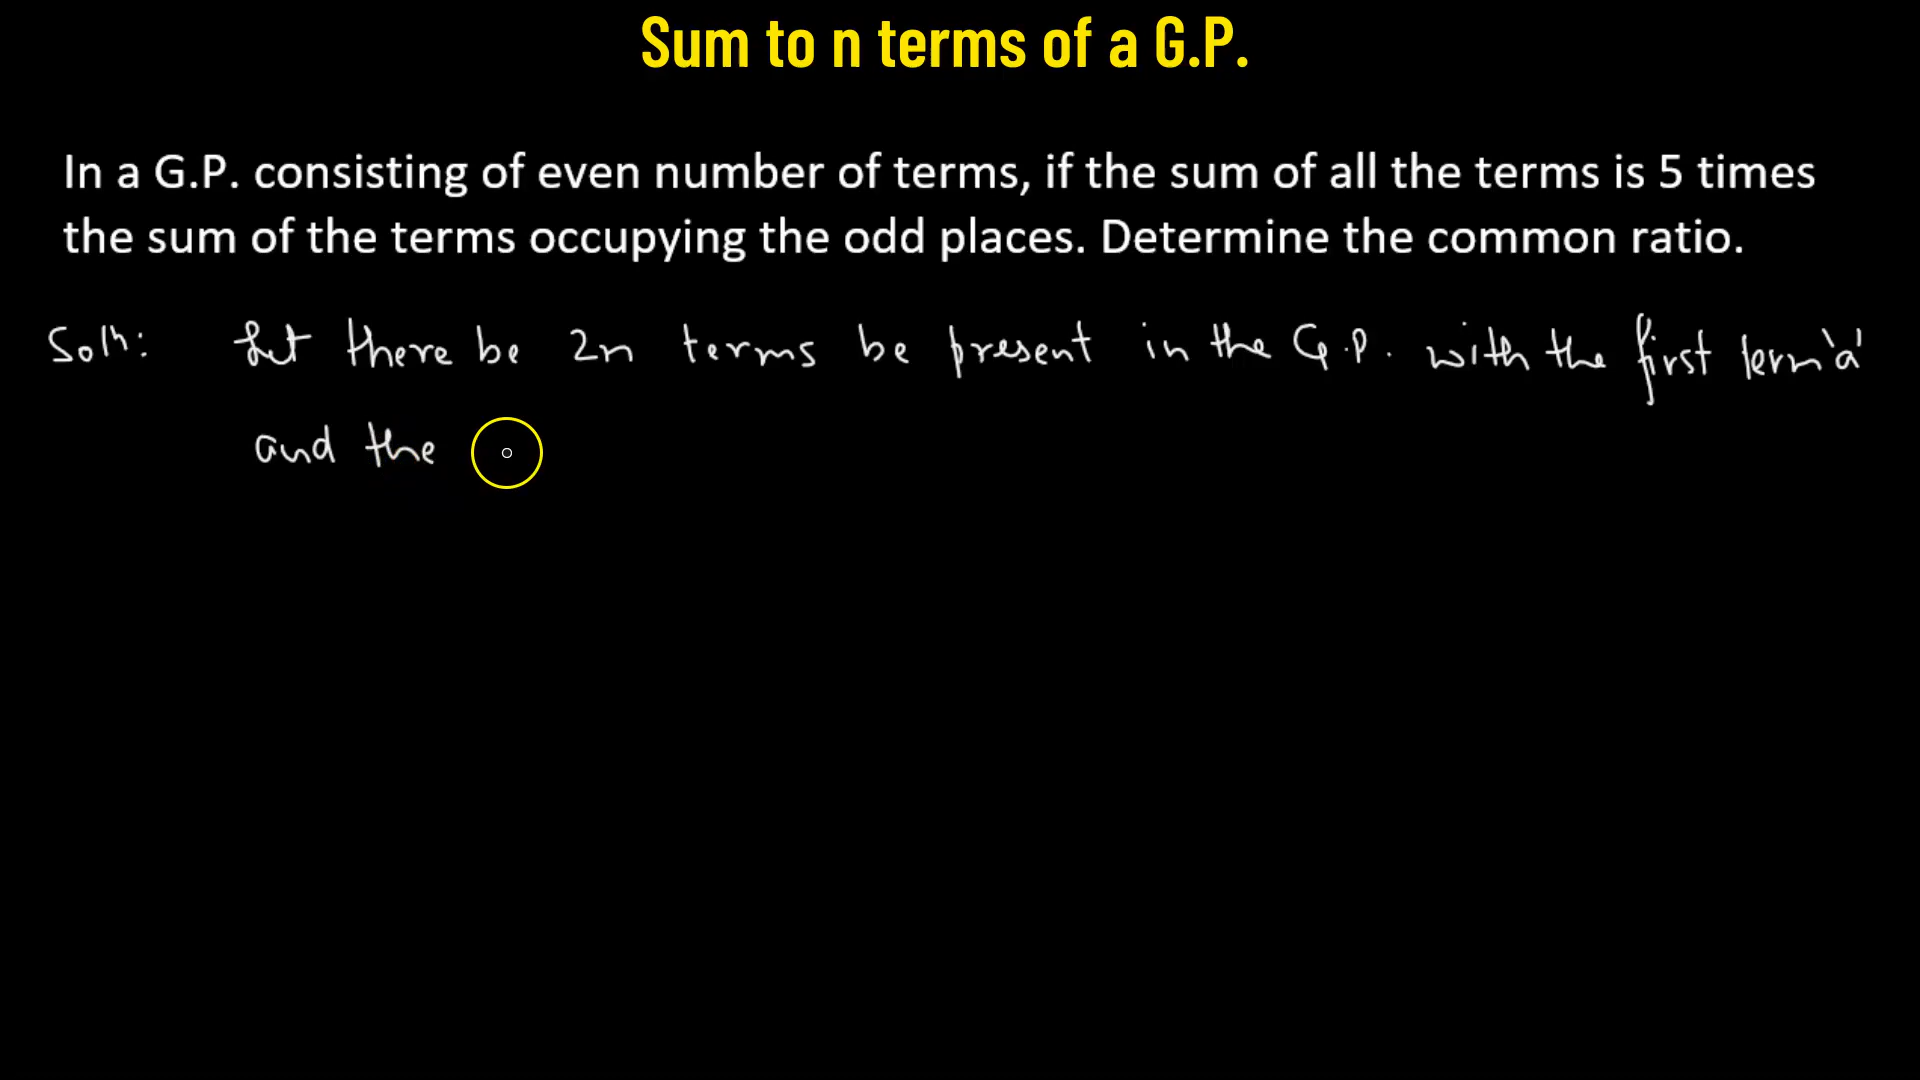 Sum to n terms of a G.P.
In a G.P. consisting of even number of terms, if the sum of all the terms is 5 times
the sum of the terms occupying the odd places. Determine the common ratio.
Soln: Let there be 2n terms be present in the G.P. with the first term 'a'
and the